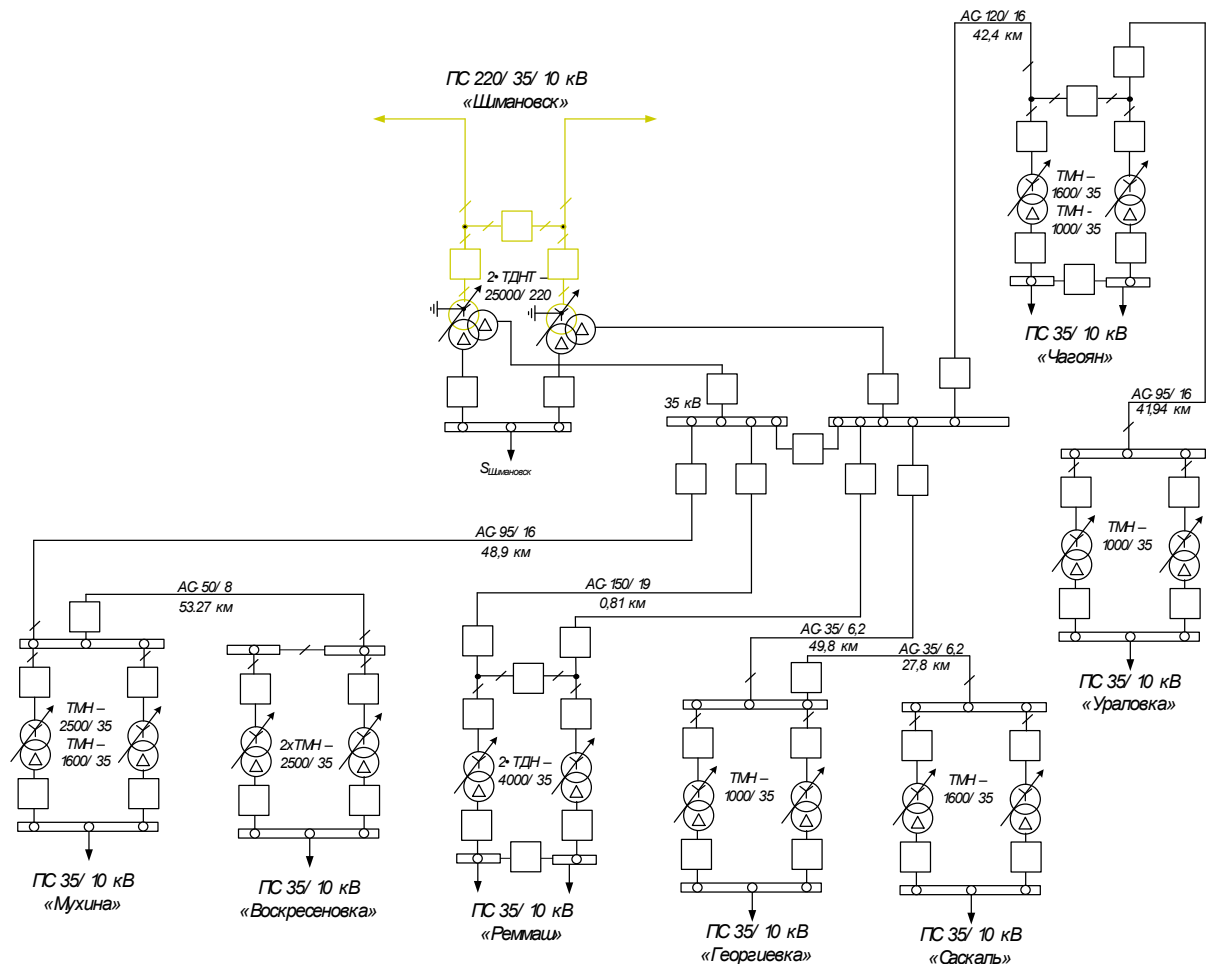 АС-120/16
42,4 км
ПС 220/ 35/ 10 кВ
«Шимановск»
ТМН –
1600/ 35
ТМН -
1000/ 35
2• ТДНТ –
25000/ 220
ПС 35/ 10 кВ
«Чагоян»
АС-95/ 16
41,94 км
35 кВ
SШимановск
АС-95/ 16
48,9 км
ТМН –
1000/ 35
АС-50/ 8
53.27 км
АС-150/ 19
0,81 км
АС-35/ 6,2
49,8 км
АС-35/ 6,2
27,8 км
ПС 35/ 10 кВ
«Ураловка»
ТМН –
2500/ 35
ТМН –
1600/ 35
2хТМН –
2500/ 35
2• ТДН –
4000/ 35
ТМН –
1000/ 35
ТМН –
1600/ 35
ПС 35/ 10 кВ
«Мухина»
ПС 35/ 10 кВ
«Воскресеновка»
ПС 35/ 10 кВ
«Реммаш»
ПС 35/ 10 кВ
«Георгиевка»
ПС 35/ 10 кВ
«Саскаль»